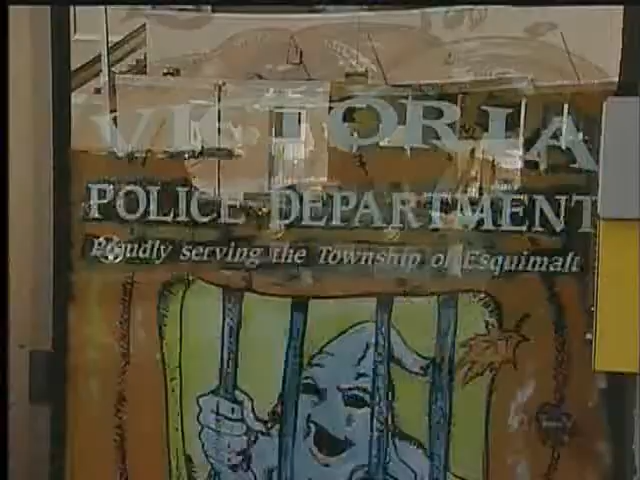 VICTORIA
POLICE DEPARTMENT
Proudly serving the Township of Esquimalt